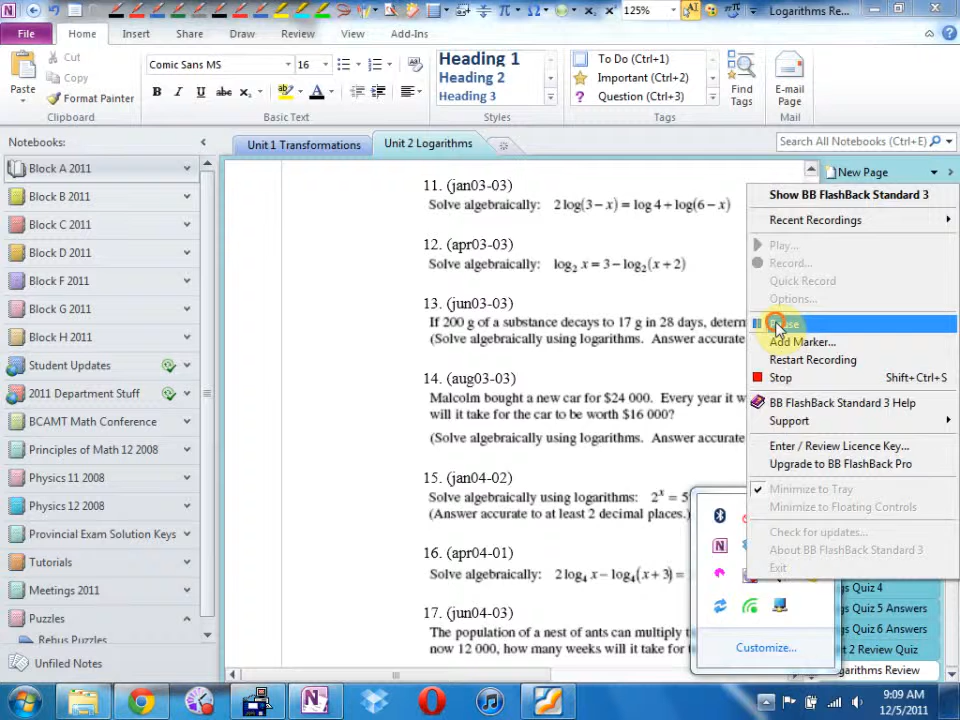 125%
Logarithms Re...
File
Home
Insert
Share
Draw
Review
View
Add-Ins
Paste
Cut
Copy
Format Painter
Clipboard
Comic Sans MS
16
B I U abc
Basic Text
Heading 1
Heading 2
Heading 3
Styles
To Do (Ctrl+1)
Important (Ctrl+2)
Question (Ctrl+3)
Tags
Find
Tags
E-mail
Page
Mail
Notebooks:
Unit 1 Transformations
Unit 2 Logarithms
Search All Notebooks (Ctrl+E)
New Page
Block A 2011
Block B 2011
Block C 2011
Block D 2011
Block F 2011
Block G 2011
Block H 2011
Student Updates
2011 Department Stuff
BCAMT Math Conference
Principles of Math 12 2008
Physics 11 2008
Physics 12 2008
Provincial Exam Solution Keys
Tutorials
Meetings 2011
Puzzles
Rebus Puzzles
Unfiled Notes
11. (jan03-03)
Solve algebraically: 2 log(3 − x) = log 4 + log(6 − x)
12. (apr03-03)
Solve algebraically: log₂ x = 3 − log₂(x + 2)
13. (jun03-03)
If 200 g of a substance decays to 17 g in 28 days, determ
(Solve algebraically using logarithms. Answer accurate
14. (aug03-03)
Malcolm bought a new car for $24 000. Every year it w
will it take for the car to be worth $16 000?
(Solve algebraically using logarithms. Answer accurate
15. (jan04-02)
Solve algebraically using logarithms: 2ˣ = 5
(Answer accurate to at least 2 decimal places.)
16. (apr04-01)
Solve algebraically: 2 log₄ x − log₄(x + 3) =
17. (jun04-03)
The population of a nest of ants can multiply t
now 12 000, how many weeks will it take for
Show BB FlashBack Standard 3
Recent Recordings
Play...
Record...
Quick Record
Options...
Pause
Add Marker...
Restart Recording
Stop Shift+Ctrl+S
BB FlashBack Standard 3 Help
Support
Enter / Review Licence Key...
Upgrade to BB FlashBack Pro
Minimize to Tray
Minimize to Floating Controls
Check for updates...
About BB FlashBack Standard 3
Exit
Customize...
gs Quiz 4
gs Quiz 5 Answers
gs Quiz 6 Answers
it 2 Review Quiz
ogarithms Review
9:09 AM
12/5/2011